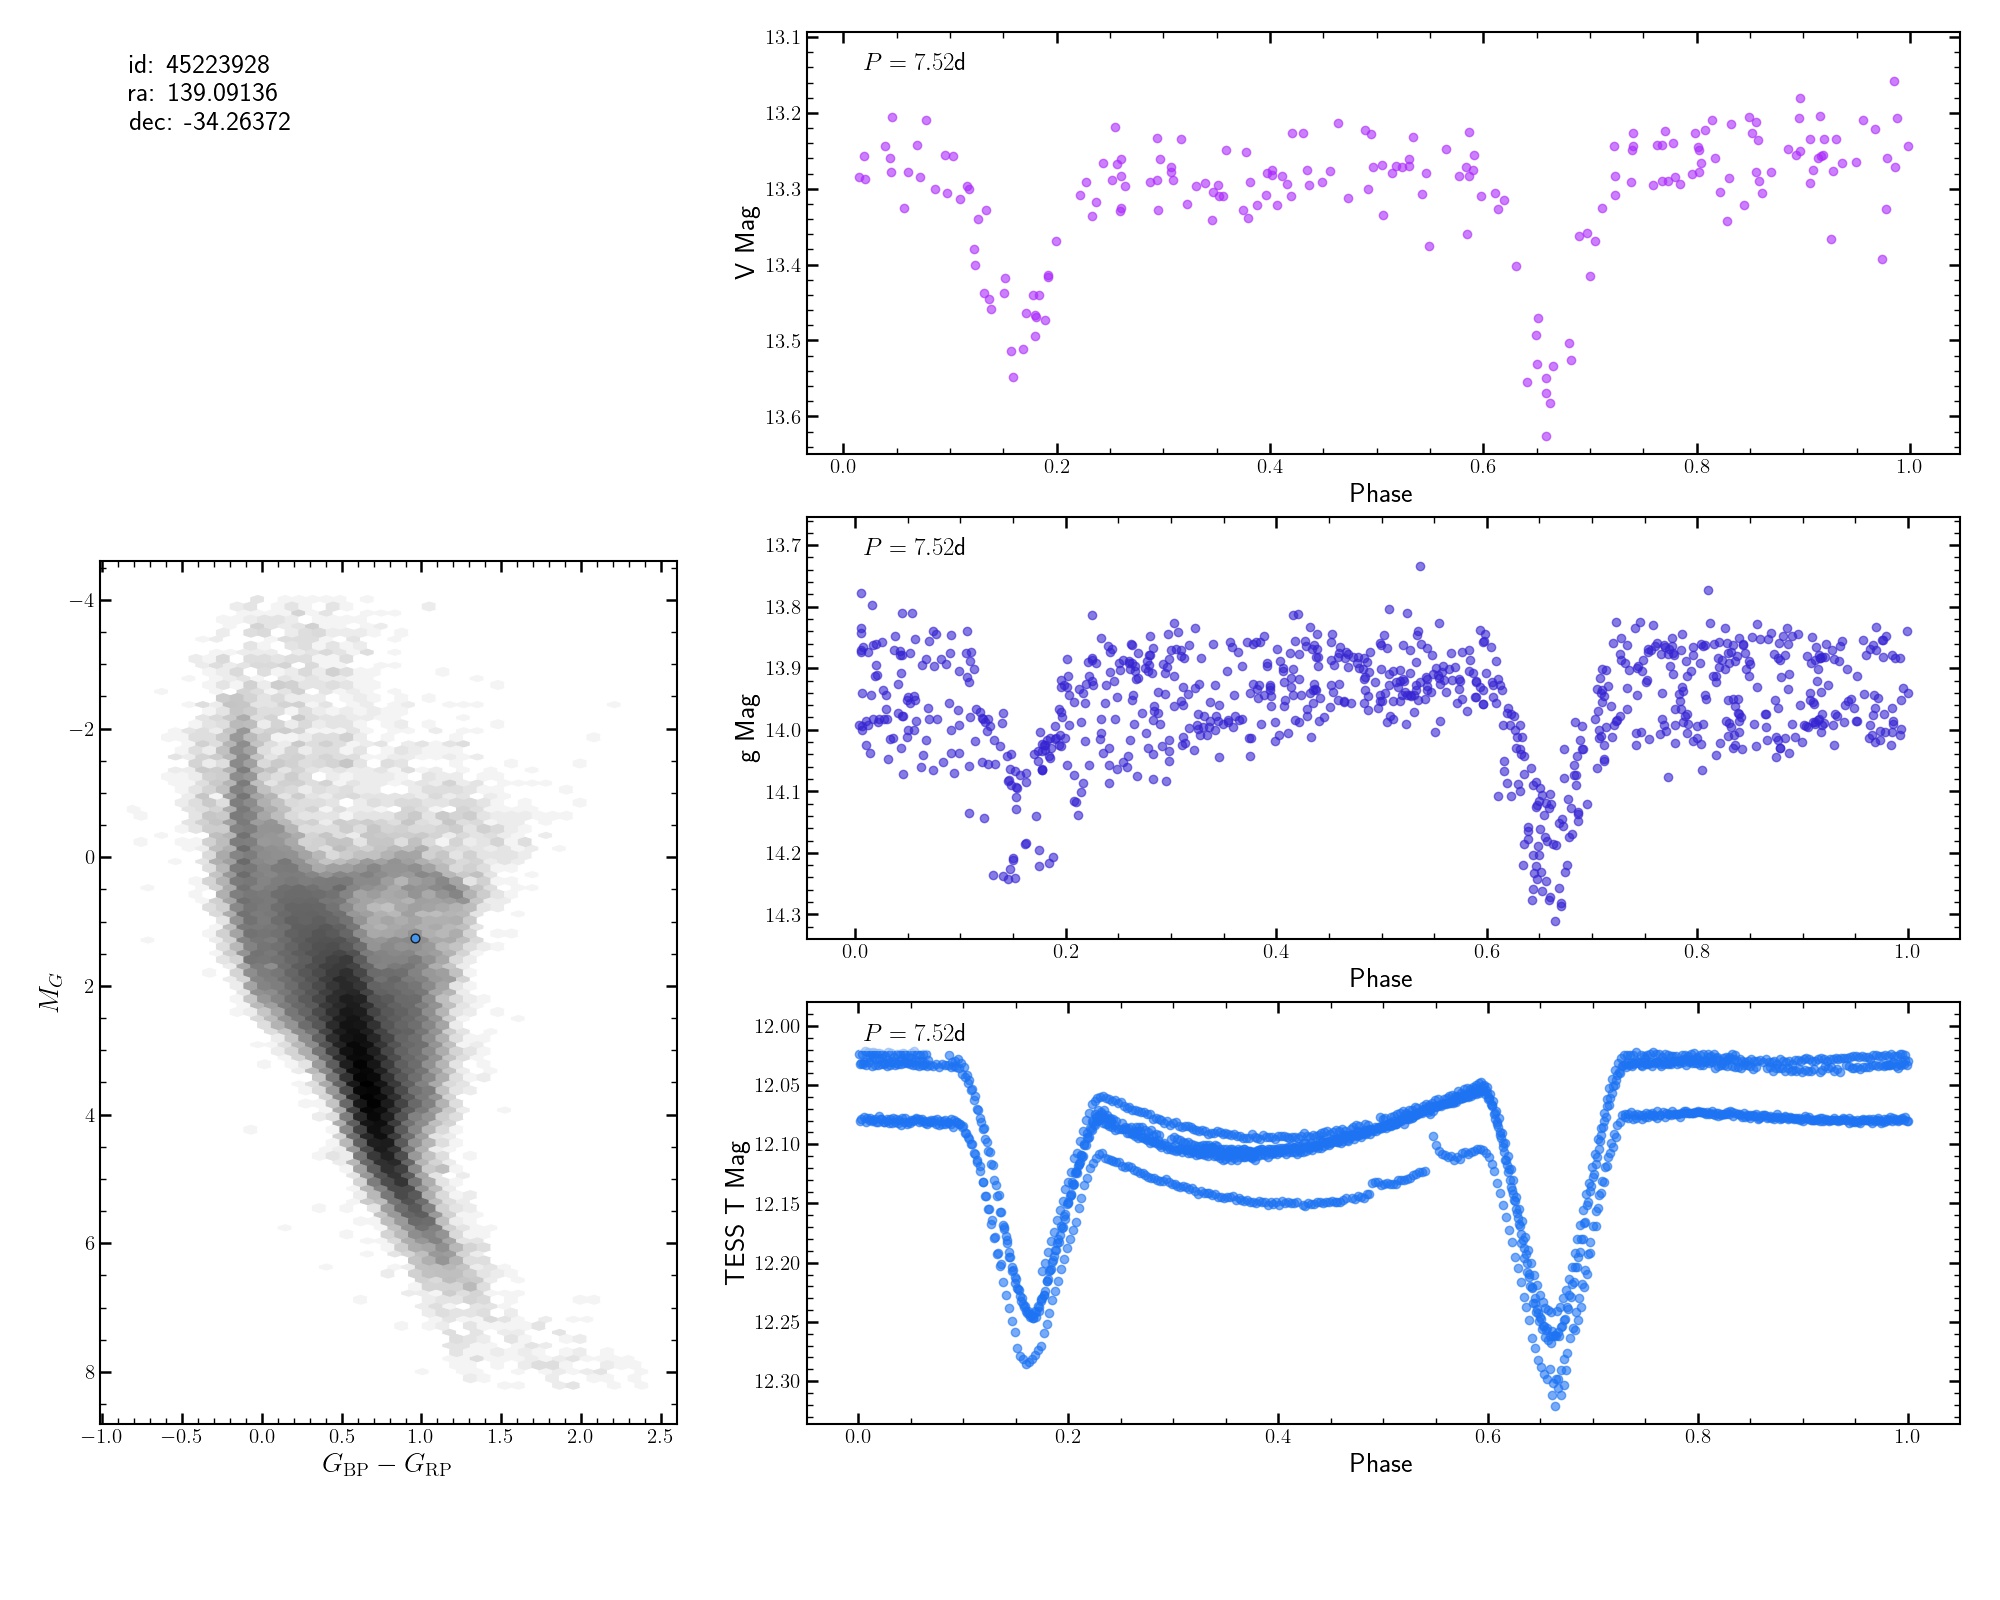 id: 45223928
ra: 139.09136
dec: -34.26372
P = 7.52d
13.1
13.2
13.3
13.4
13.5
13.6
V Mag
0.0 0.2 0.4 0.6 0.8 1.0
Phase
P = 7.52d
13.7
13.8
13.9
14.0
14.1
14.2
14.3
g Mag
0.0 0.2 0.4 0.6 0.8 1.0
Phase
−4
−2
0
2
4
6
8
M_G
−1.0 −0.5 0.0 0.5 1.0 1.5 2.0 2.5
G_BP − G_RP
P = 7.52d
12.00
12.05
12.10
12.15
12.20
12.25
12.30
TESS T Mag
0.0 0.2 0.4 0.6 0.8 1.0
Phase